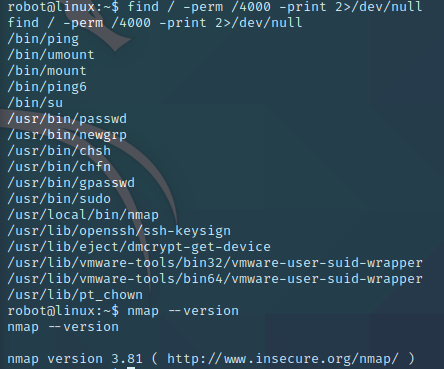 robot@linux:~$ find / -perm /4000 -print 2>/dev/null
find / -perm /4000 -print 2>/dev/null
/bin/ping
/bin/umount
/bin/mount
/bin/ping6
/bin/su
/usr/bin/passwd
/usr/bin/newgrp
/usr/bin/chsh
/usr/bin/chfn
/usr/bin/gpasswd
/usr/bin/sudo
/usr/local/bin/nmap
/usr/lib/openssh/ssh-keysign
/usr/lib/eject/dmcrypt-get-device
/usr/lib/vmware-tools/bin32/vmware-user-suid-wrapper
/usr/lib/vmware-tools/bin64/vmware-user-suid-wrapper
/usr/lib/pt_chown
robot@linux:~$ nmap --version
nmap --version
nmap version 3.81 ( http://www.insecure.org/nmap/ )